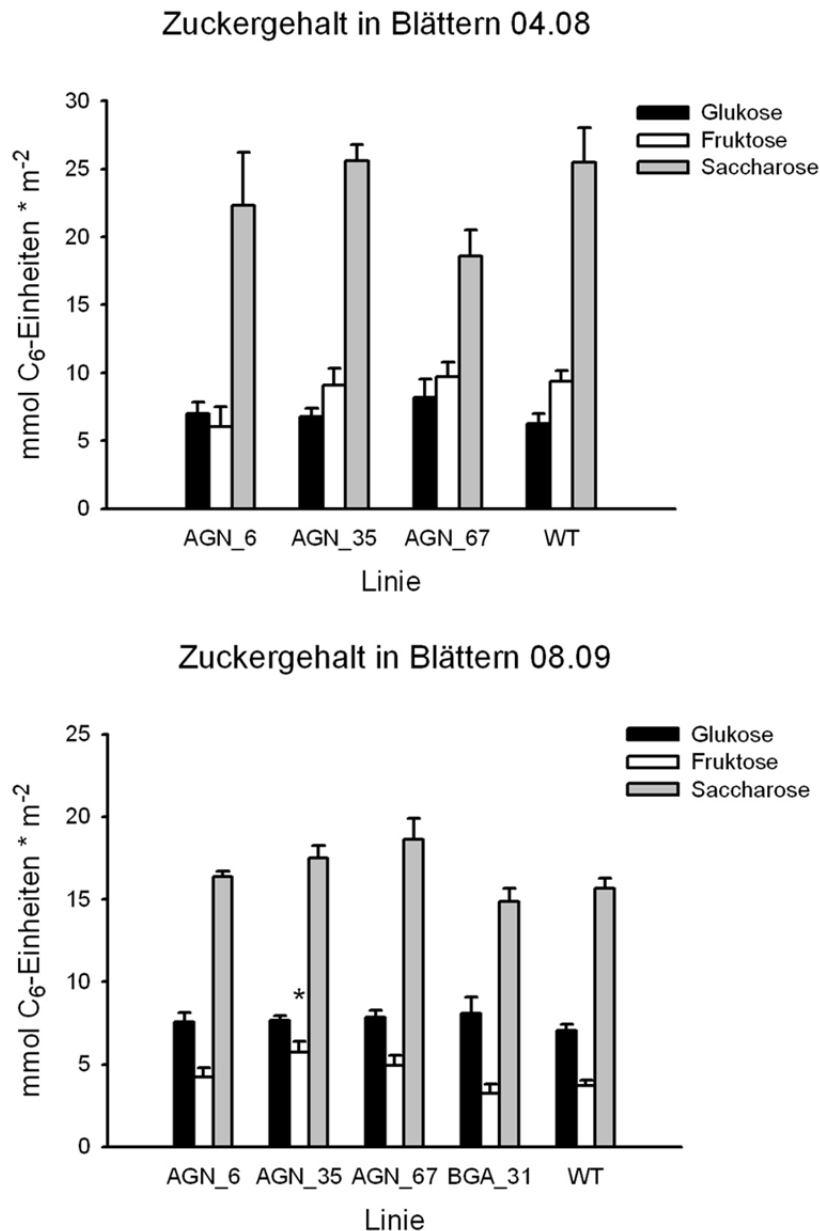 Zuckergehalt in Blättern 04.08
mmol C₆-Einheiten * m⁻²
30
25
20
15
10
5
0
Glukose
Fruktose
Saccharose
AGN_6 AGN_35 AGN_67 WT
Linie
Zuckergehalt in Blättern 08.09
mmol C₆-Einheiten * m⁻²
25
20
15
10
5
0
Glukose
Fruktose
Saccharose
*
AGN_6 AGN_35 AGN_67 BGA_31 WT
Linie